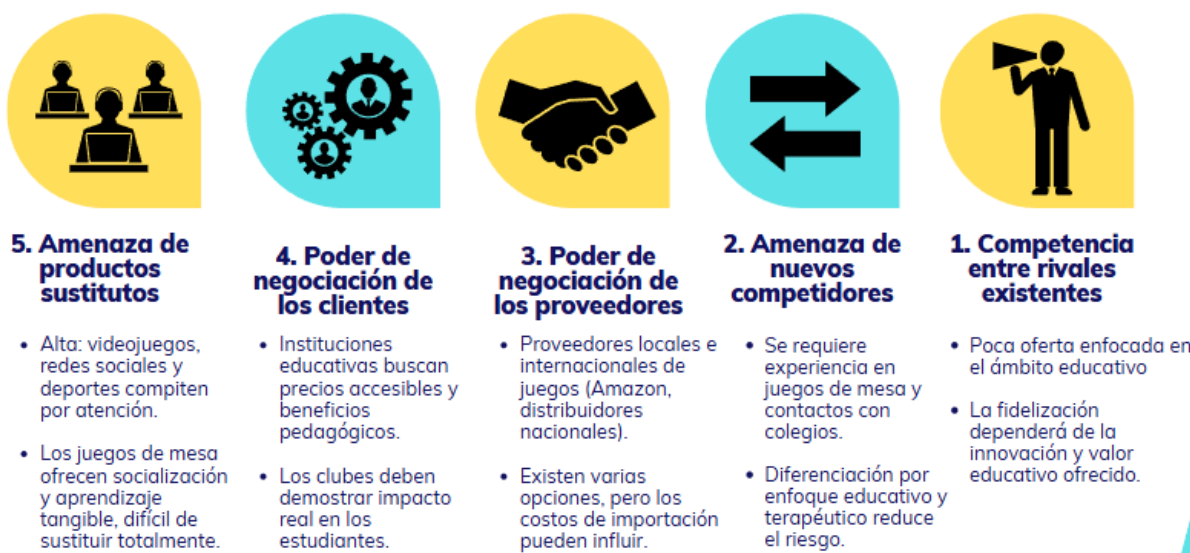 5. Amenaza de
productos
sustitutos
• Alta: videojuegos,
redes sociales y
deportes compiten
por atención.
• Los juegos de mesa
ofrecen socialización
y aprendizaje
tangible, difícil de
sustituir totalmente.
4. Poder de
negociación de
los clientes
• Instituciones
educativas buscan
precios accesibles y
beneficios
pedagógicos.
• Los clubes deben
demostrar impacto
real en los
estudiantes.
3. Poder de
negociación de
los proveedores
• Proveedores locales e
internacionales de
juegos (Amazon,
distribuidores
nacionales).
• Existen varias
opciones, pero los
costos de importación
pueden influir.
2. Amenaza de
nuevos
competidores
• Se requiere
experiencia en
juegos de mesa y
contactos con
colegios.
• Diferenciación por
enfoque educativo y
terapéutico reduce
el riesgo.
1. Competencia
entre rivales
existentes
• Poca oferta enfocada en
el ámbito educativo
• La fidelización
dependerá de la
innovación y valor
educativo ofrecido.